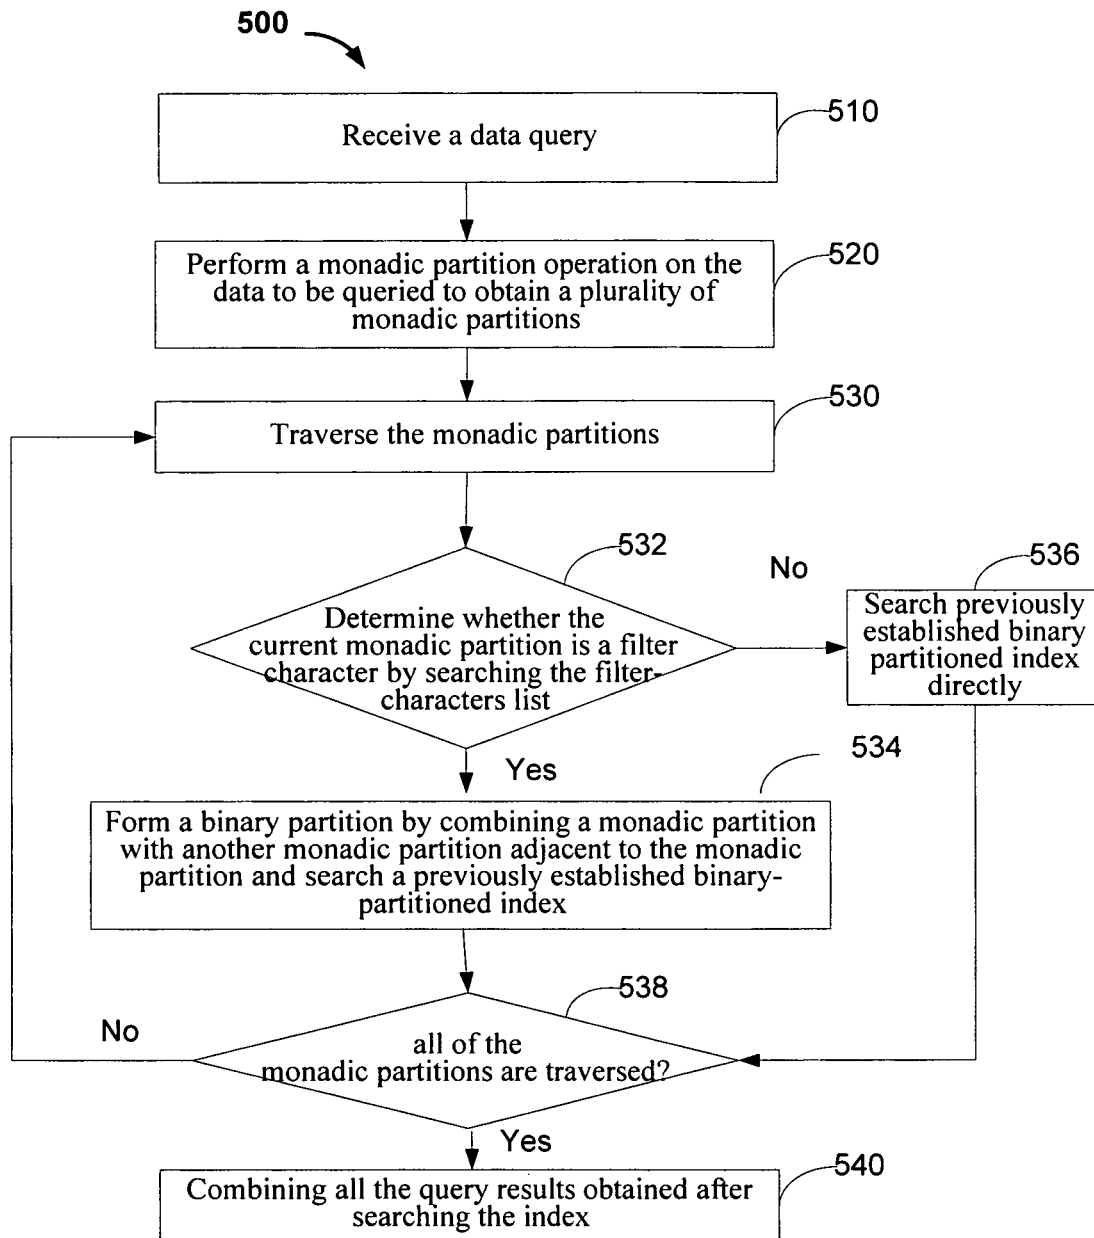 500
510
Receive a data query
520
Perform a monadic partition operation on the
data to be queried to obtain a plurality of
monadic partitions
530
Traverse the monadic partitions
532
No
536
Determine whether the
current monadic partition is a filter
character by searching the filter-
characters list
Search previously
established binary
partitioned index
directly
Yes
534
Form a binary partition by combining a monadic partition
with another monadic partition adjacent to the monadic
partition and search a previously established binary-
partitioned index
538
No
all of the
monadic partitions are traversed?
Yes
540
Combining all the query results obtained after
searching the index